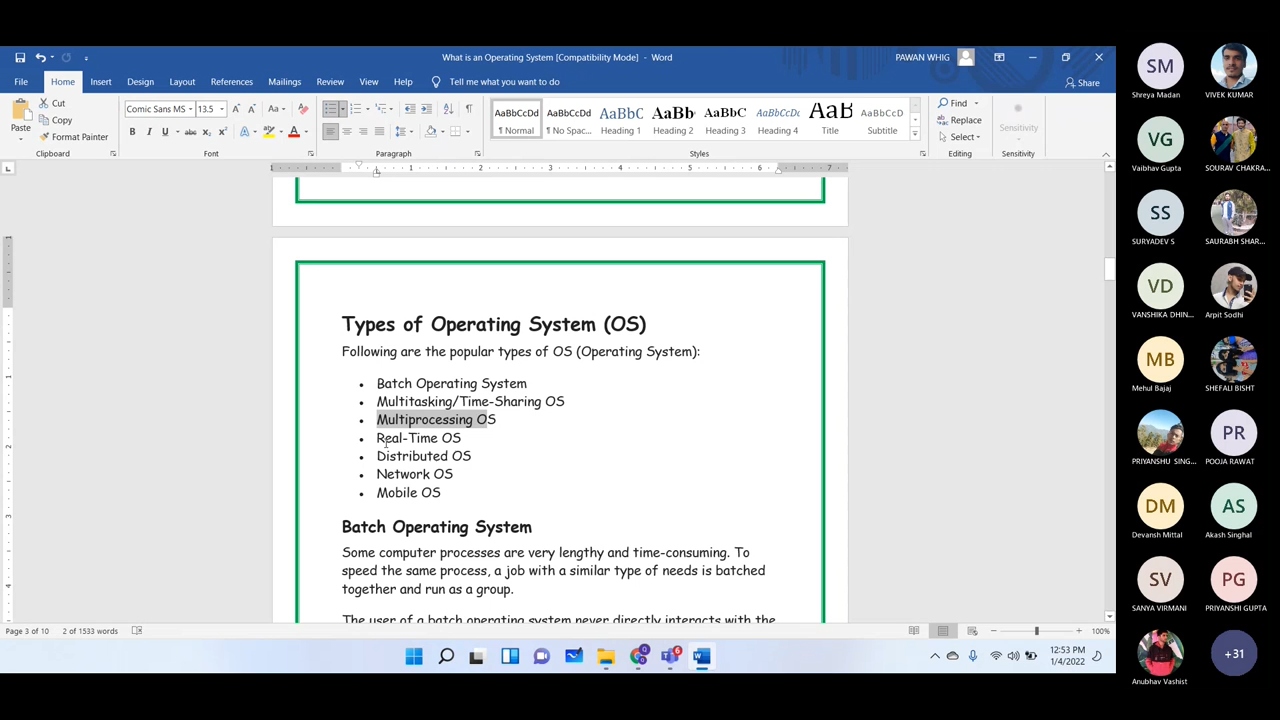 What is an Operating System [Compatibility Mode] - Word
PAWAN WHIG
File Home Insert Design Layout References Mailings Review View Help Tell me what you want to do
Share
Paste
Cut
Copy
Format Painter
Comic Sans MS 13.5
AaBbCcDd AaBbCcDd AaBbC AaBb AaBbC AaBbCcDc AaB AaBbCcD
¶ Normal ¶ No Spac... Heading 1 Heading 2 Heading 3 Heading 4 Title Subtitle
Find
Replace
Select
Sensitivity
Clipboard Font Paragraph Styles Editing Sensitivity
Types of Operating System (OS)
Following are the popular types of OS (Operating System):
• Batch Operating System
• Multitasking/Time-Sharing OS
• Multiprocessing OS
• Real-Time OS
• Distributed OS
• Network OS
• Mobile OS
Batch Operating System
Some computer processes are very lengthy and time-consuming. To
speed the same process, a job with a similar type of needs is batched
together and run as a group.
The user of a batch operating system never directly interacts with the
Page 3 of 10 2 of 1533 words
100%
12:53 PM
1/4/2022
SM
Shreya Madan
VIVEK KUMAR
VG
Vaibhav Gupta
SOURAV CHAKRA...
SS
SURYADEV S
SAURABH SHAR...
VD
VANSHIKA DHIN...
Arpit Sodhi
MB
Mehul Bajaj
SHEFALI BISHT
PRIYANSHU SING...
PR
POOJA RAWAT
DM
Devansh Mittal
AS
Akash Singhal
SV
SANYA VIRMANI
PG
PRIYANSHI GUPTA
Anubhav Vashist
+31